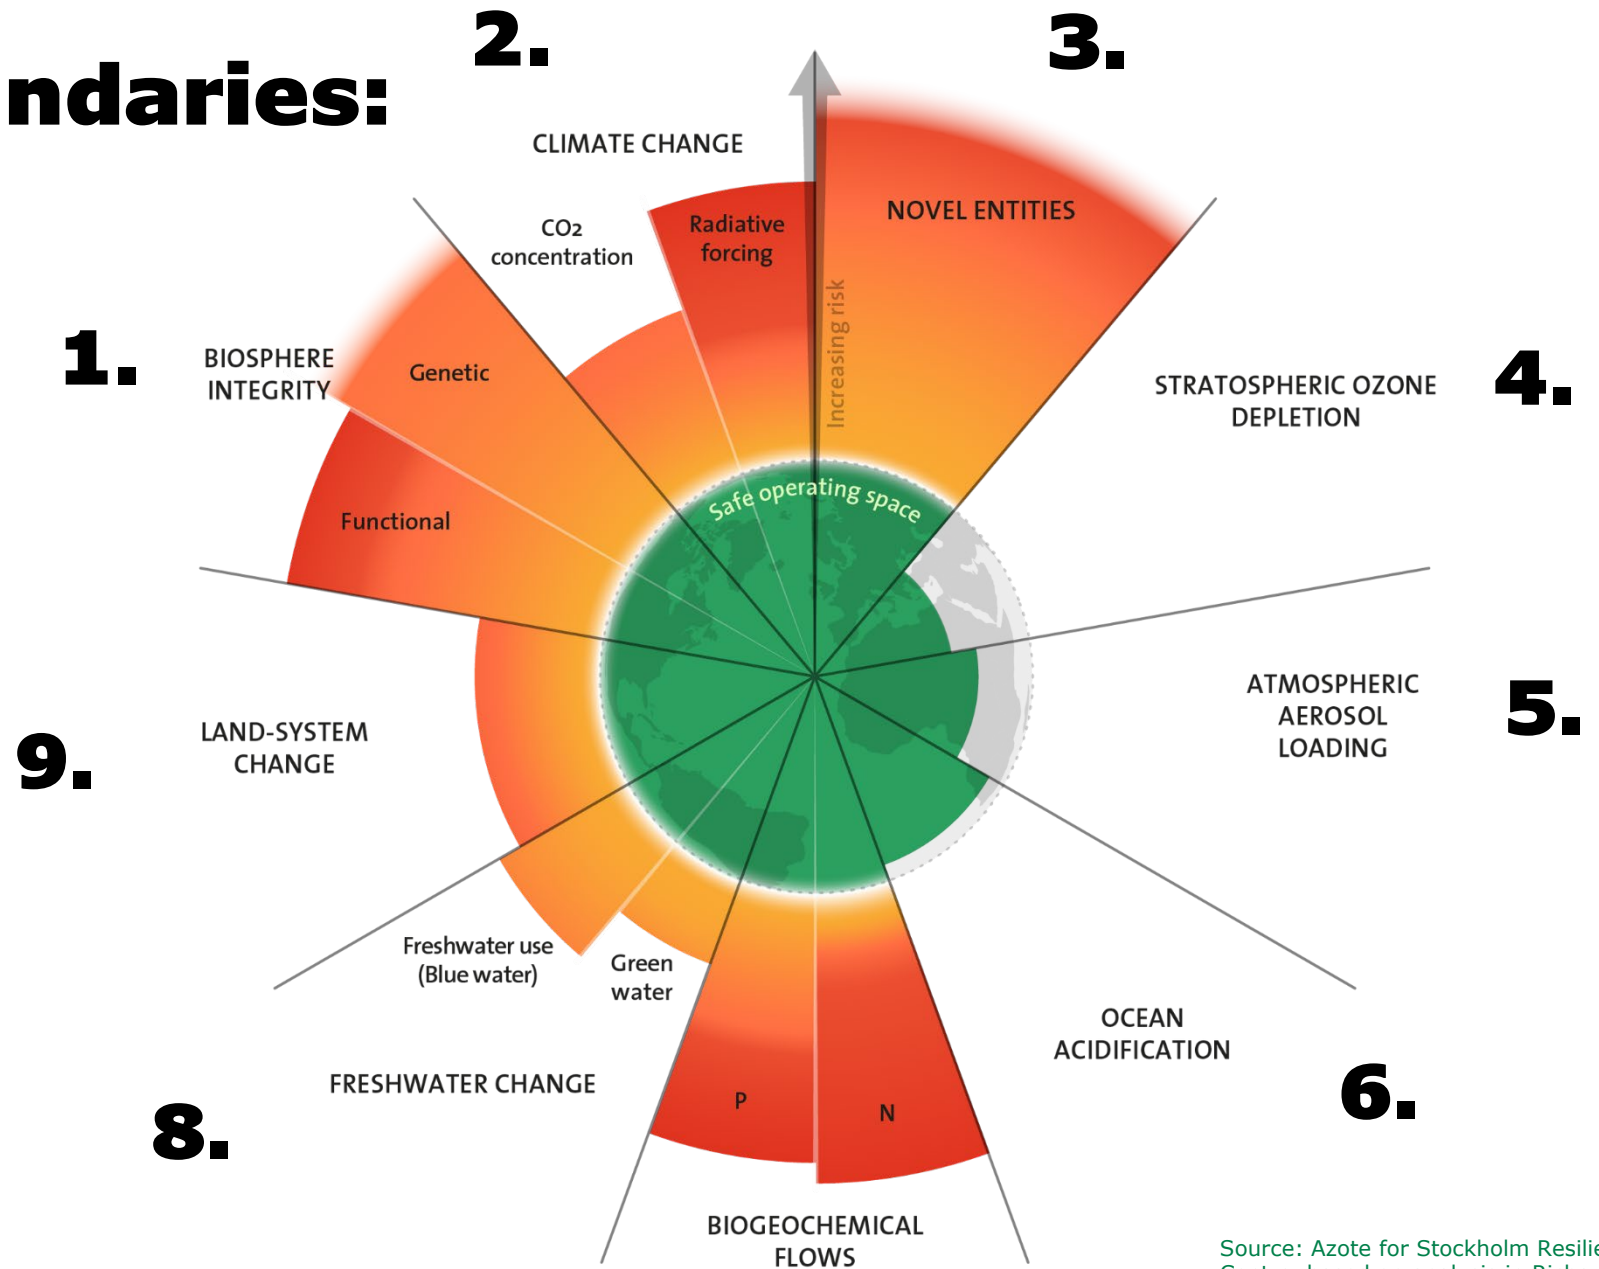 2.
3.
ndaries:
CLIMATE CHANGE
NOVEL ENTITIES
CO2
concentration
Radiative
forcing
Increasing risk
1.
BIOSPHERE
INTEGRITY
Genetic
Functional
STRATOSPHERIC OZONE
DEPLETION
4.
Safe operating space
ATMOSPHERIC
AEROSOL
LOADING
5.
9.
LAND-SYSTEM
CHANGE
Freshwater use
(Blue water)
Green
water
FRESHWATER CHANGE
8.
P
N
OCEAN
ACIDIFICATION
6.
BIOGEOCHEMICAL
FLOWS
Source: Azote for Stockholm Resilie